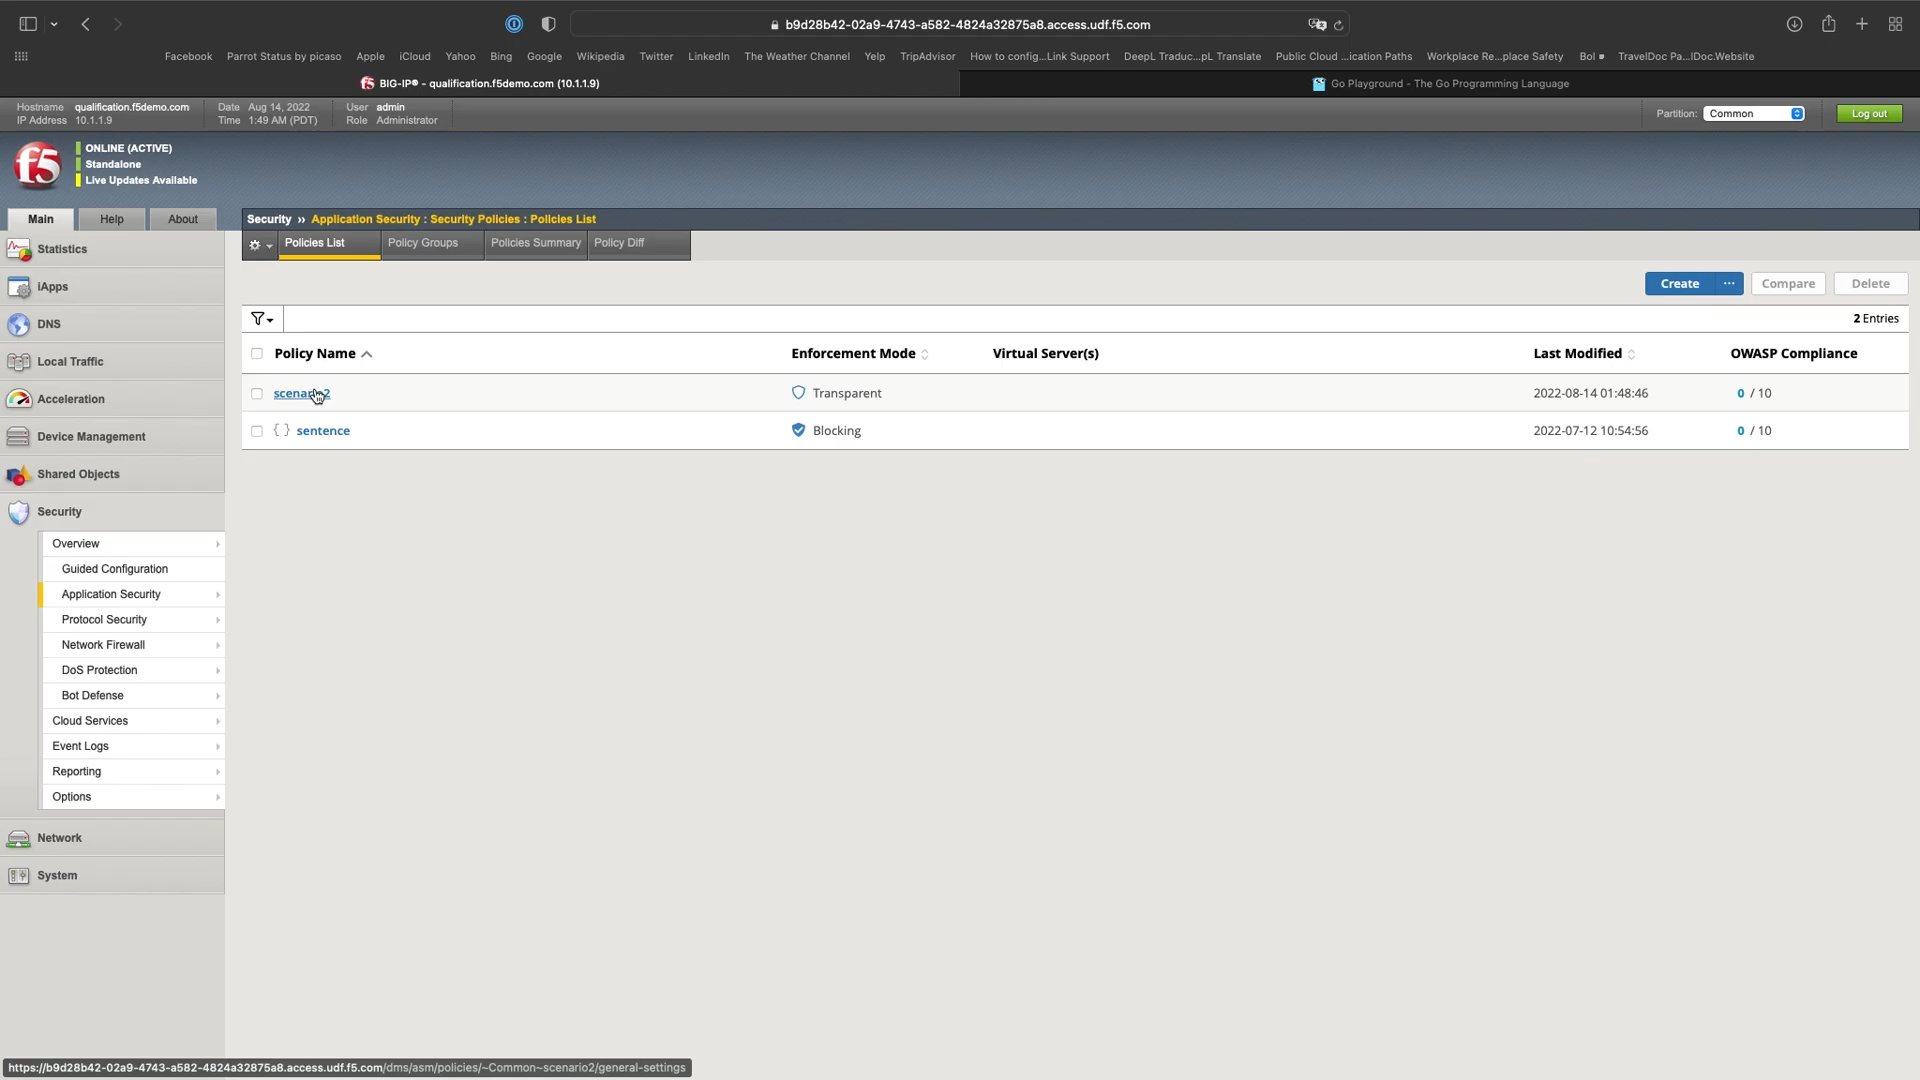 b9d28b42-02a9-4743-a582-4824a32875a8.access.udf.f5.com
Facebook Parrot Status by picaso Apple iCloud Yahoo Bing Google Wikipedia Twitter LinkedIn The Weather Channel Yelp TripAdvisor How to config...Link Support DeepL Traduc...pL Translate Public Cloud ...ication Paths Workplace Re...place Safety Bol TravelDoc Pa...lDoc.Website
BIG-IP® - qualification.f5demo.com (10.1.1.9) Go Playground - The Go Programming Language
Hostname qualification.f5demo.com Date Aug 14, 2022 User admin
IP Address 10.1.1.9 Time 1:49 AM (PDT) Role Administrator
Partition: Common Log out
f5
ONLINE (ACTIVE)
Standalone
Live Updates Available
Main Help About
Security ›› Application Security : Security Policies : Policies List
Policies List Policy Groups Policies Summary Policy Diff
Statistics
iApps
DNS
Local Traffic
Acceleration
Device Management
Shared Objects
Security
Overview
Guided Configuration
Application Security
Protocol Security
Network Firewall
DoS Protection
Bot Defense
Cloud Services
Event Logs
Reporting
Options
Network
System
Create ... Compare Delete
2 Entries
Policy Name Enforcement Mode Virtual Server(s) Last Modified OWASP Compliance
scenario2 Transparent 2022-08-14 01:48:46 0 / 10
{ } sentence Blocking 2022-07-12 10:54:56 0 / 10
https://b9d28b42-02a9-4743-a582-4824a32875a8.access.udf.f5.com/dms/asm/policies/~Common~scenario2/general-settings